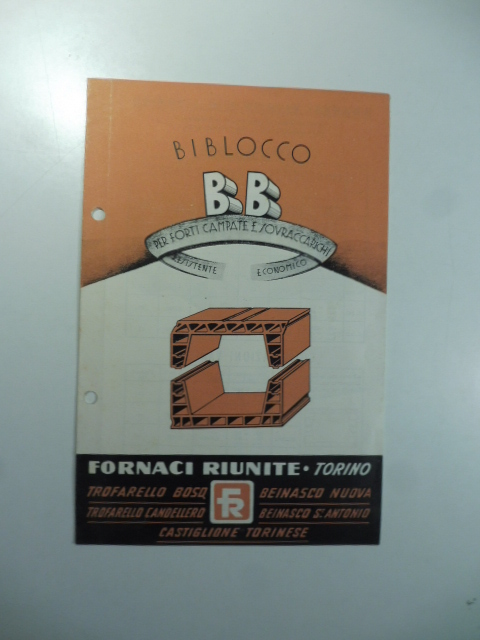 BIBLOCCO
BB
PER FORTI CAMPATE E SOVRACCARICHI
RESISTENTE ECONOMICO
FORNACI RIUNITE • TORINO
TROFARELLO BOSQ. FR BEINASCO NUOVA
TROFARELLO CANDELLERO BEINASCO S. ANTONIO
CASTIGLIONE TORINESE